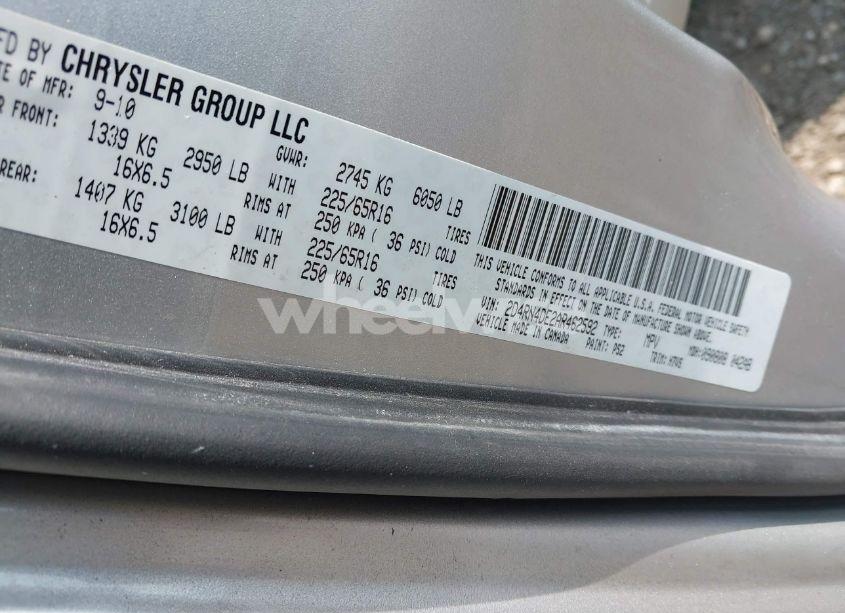 FD BY CHRYSLER GROUP LLC
TE OF MFR: 9-10 GVWR: 2745 KG 6050 LB
R FRONT: 1339 KG 2950 LB WITH 225/65R16 TIRES
16X6.5 RIMS AT 250 KPA ( 36 PSI) COLD
REAR: 1407 KG 3100 LB WITH 225/65R16 TIRES
16X6.5 RIMS AT 250 KPA ( 36 PSI) COLD
THIS VEHICLE CONFORMS TO ALL APPLICABLE U.S.A. FEDERAL MOTOR VEHICLE SAFETY
STANDARDS IN EFFECT ON THE DATE OF MANUFACTURE SHOWN ABOVE.
VIN: 2D4RN4DE2AR462592 TYPE: MPV
VEHICLE MADE IN CANADA PAINT: PS2 TRIM: